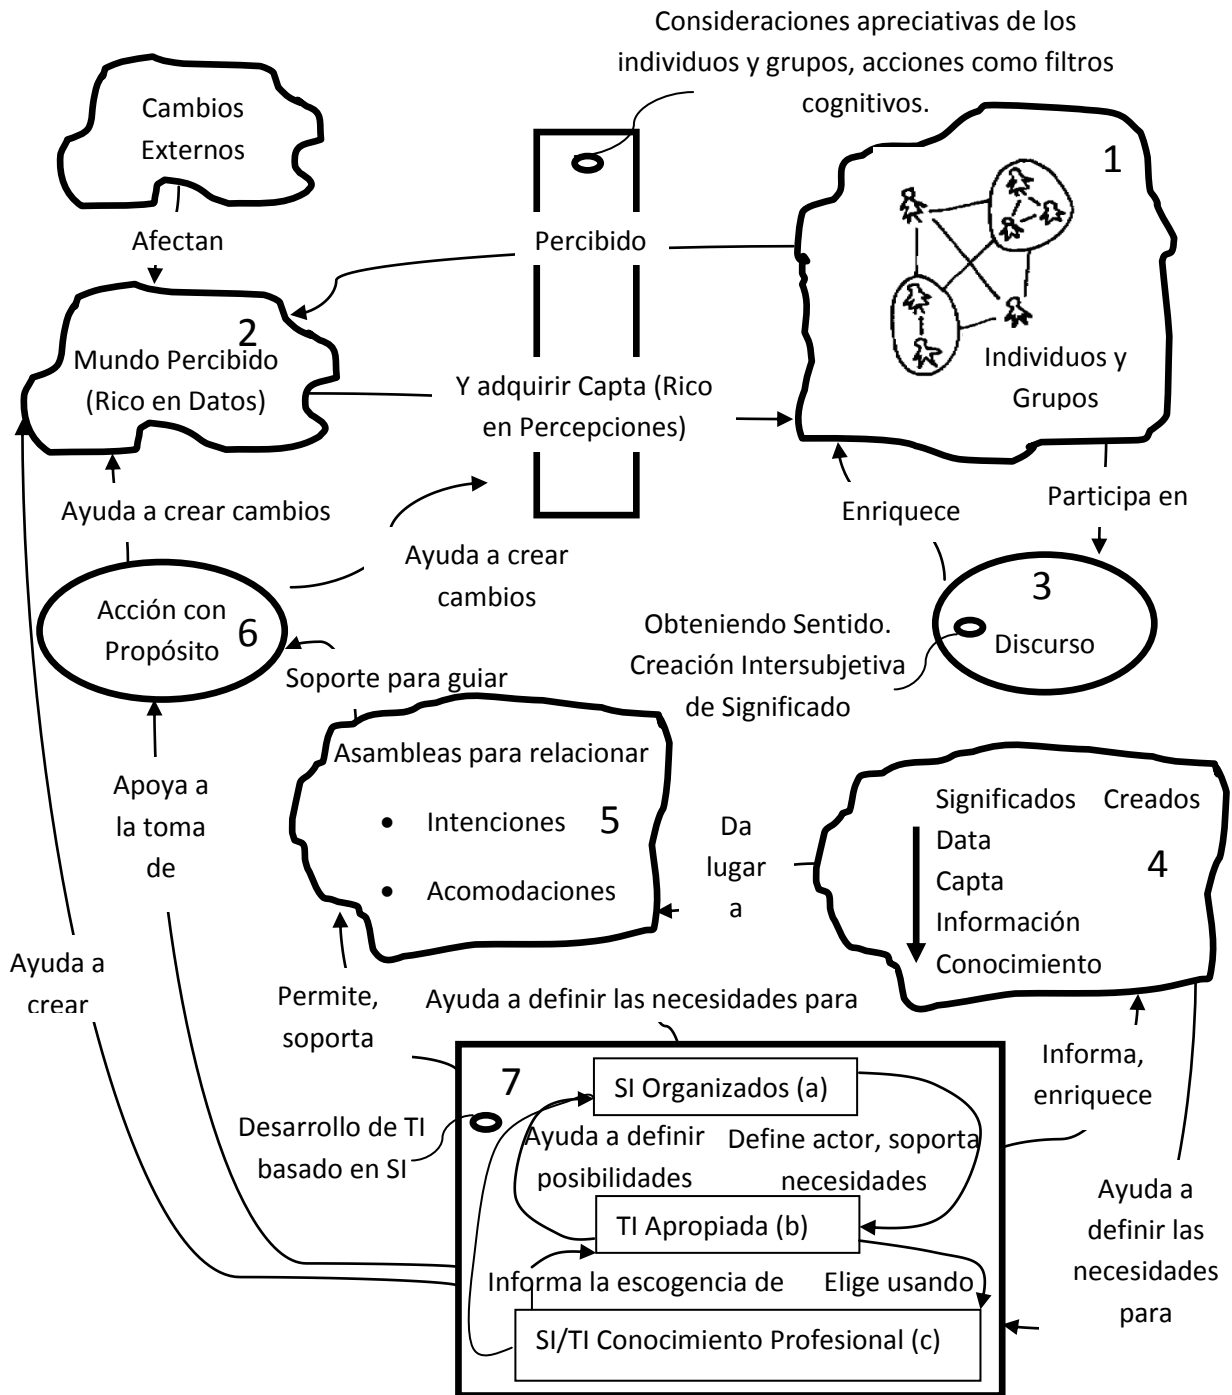 Consideraciones apreciativas de los
individuos y grupos, acciones como filtros
cognitivos.
Cambios
Externos
1
Afectan
Percibido
2
Mundo Percibido
(Rico en Datos)
Y adquirir Capta (Rico
en Percepciones)
Individuos y
Grupos
Ayuda a crear cambios
Enriquece
Participa en
Ayuda a crear
cambios
Acción con
Propósito
6
3
Discurso
Obteniendo Sentido.
Creación Intersubjetiva
de Significado
Soporte para guiar
Asambleas para relacionar
• Intenciones
• Acomodaciones
5
Apoya a
la toma
de
Da
lugar
a
Significados Creados
Data
Capta
Información
Conocimiento
4
Ayuda a
crear
Permite,
soporta
Ayuda a definir las necesidades para
Informa,
enriquece
7
SI Organizados (a)
Desarrollo de TI
basado en SI
Ayuda a definir
posibilidades
Define actor, soporta
necesidades
TI Apropiada (b)
Informa la escogencia de
Elige usando
SI/TI Conocimiento Profesional (c)
Ayuda a
definir las
necesidades
para